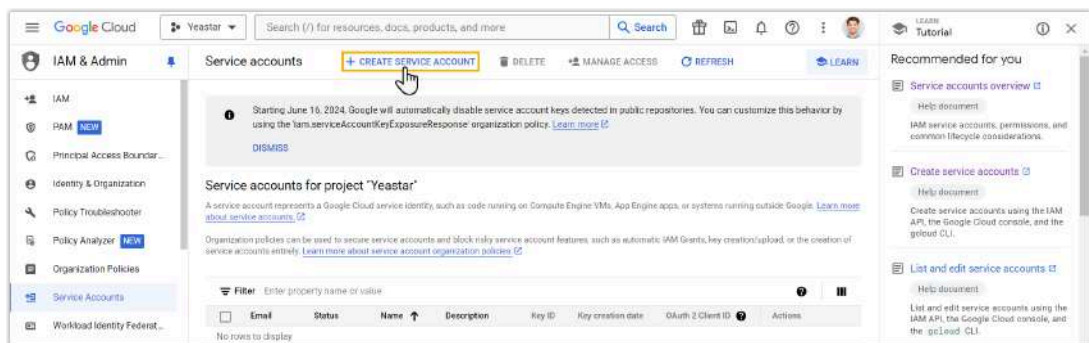 Google Cloud
Yeastar
Search (/) for resources, docs, products, and more
Search
LEARN
Tutorial
IAM & Admin
Service accounts
+ CREATE SERVICE ACCOUNT
DELETE
MANAGE ACCESS
REFRESH
LEARN
Recommended for you
IAM
PAM NEW
Principal Access Boundar...
Identity & Organization
Policy Troubleshooter
Policy Analyzer NEW
Organization Policies
Service Accounts
Workload Identity Federat...
Starting June 16, 2024, Google will automatically disable service account keys detected in public repositories. You can customize this behavior by
using the 'iam.serviceAccountKeyExposureResponse' organization policy. Learn more
DISMISS
Service accounts for project "Yeastar"
A service account represents a Google Cloud service identity, such as code running on Compute Engine VMs, App Engine apps, or systems running outside Google. Learn more
about service accounts.
Organization policies can be used to secure service accounts and block risky service account features, such as automatic IAM Grants, key creation/upload, or the creation of
service accounts entirely. Learn more about service account organization policies
Filter Enter property name or value
Email Status Name Description Key ID Key creation date OAuth 2 Client ID Actions
No rows to display
Service accounts overview
Help document
IAM service accounts, permissions, and
common lifecycle considerations.
Create service accounts
Help document
Create service accounts using the IAM
API, the Google Cloud console, and the
gcloud CLI.
List and edit service accounts
Help document
List and edit service accounts using the
IAM API, the Google Cloud console, and
the gcloud CLI.